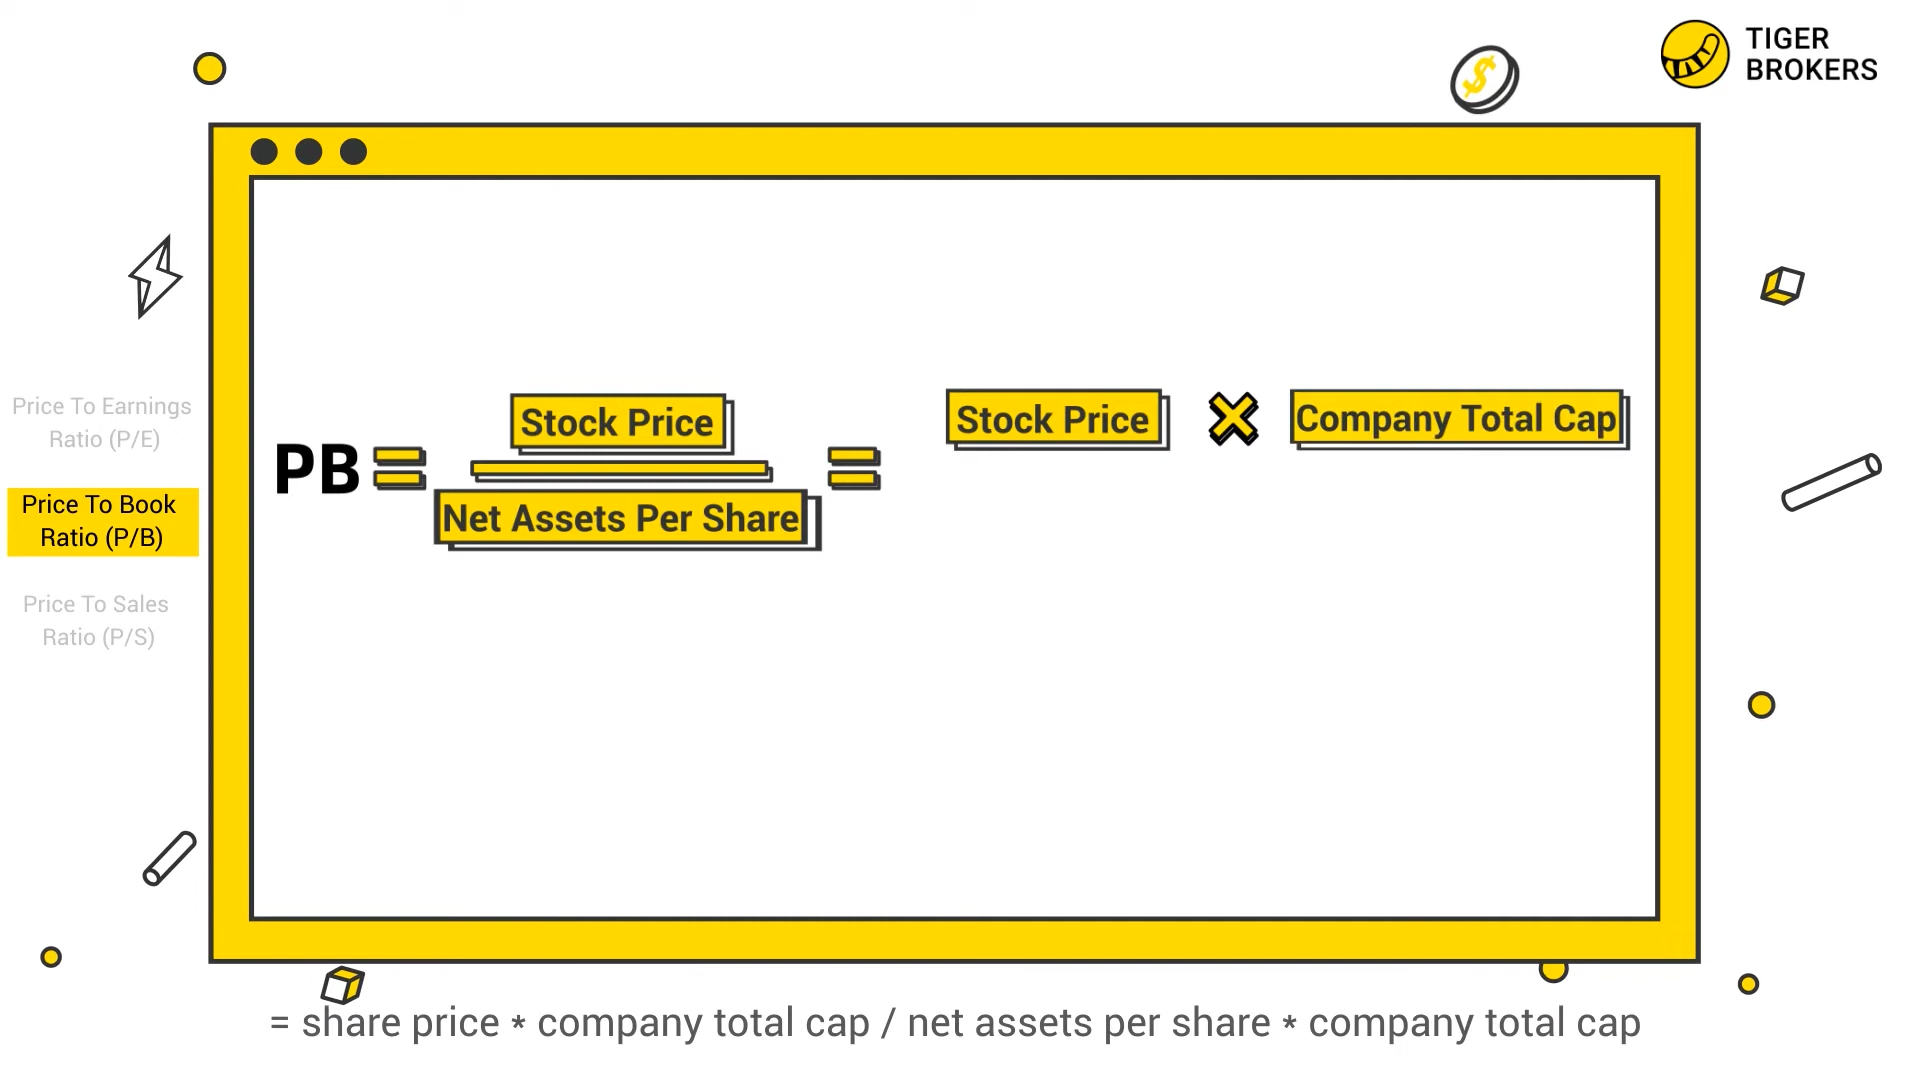 TIGER
BROKERS
Price To Earnings
Ratio (P/E)
Price To Book
Ratio (P/B)
Price To Sales
Ratio (P/S)
PB = Stock Price = Stock Price × Company Total Cap
Net Assets Per Share
= share price * company total cap / net assets per share * company total cap